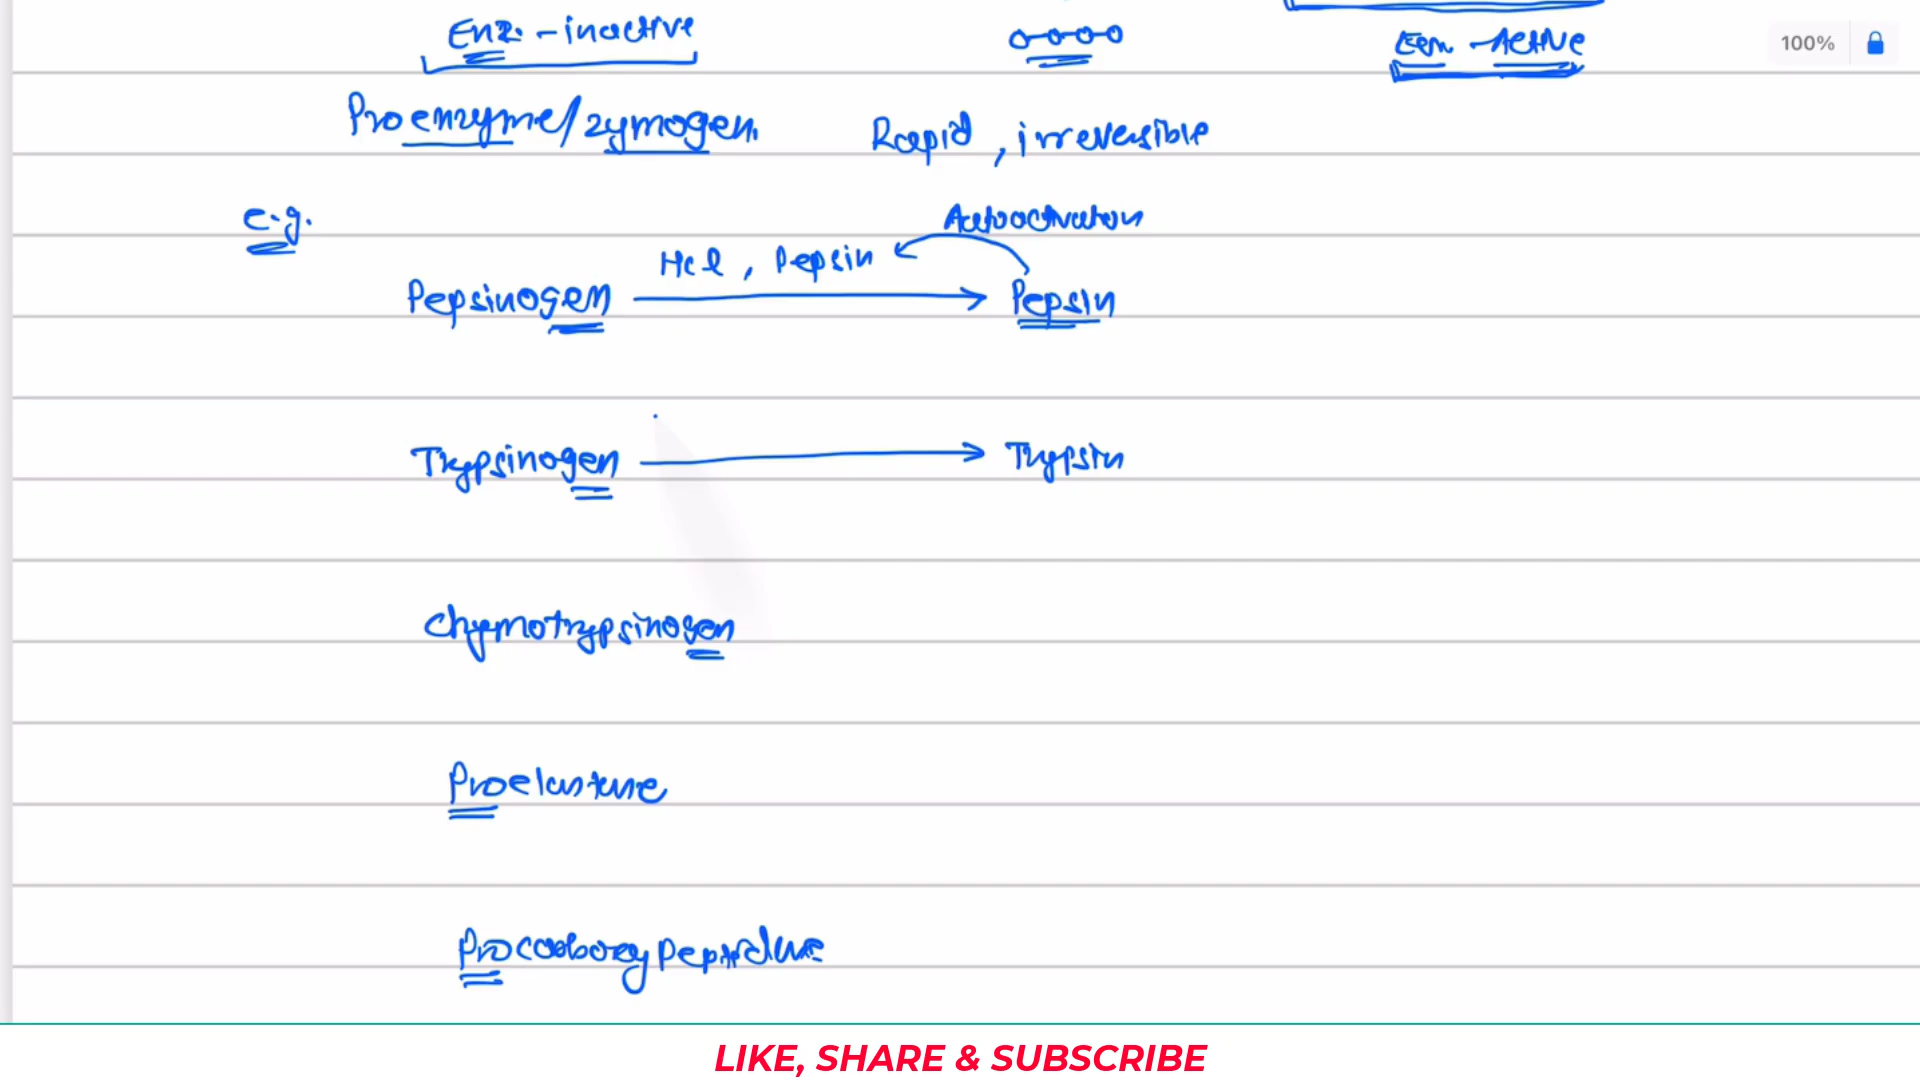 Enz. - inactive
Enz - Active
100%
Proenzyme/zymogen.
Rapid, irreversible
e.g.
Autoactivation
HCl, Pepsin
Pepsinogen → Pepsin
Trypsinogen → Trypsin
Chymotrypsinogen
Proelastase
Procarboxypeptidase
LIKE, SHARE & SUBSCRIBE